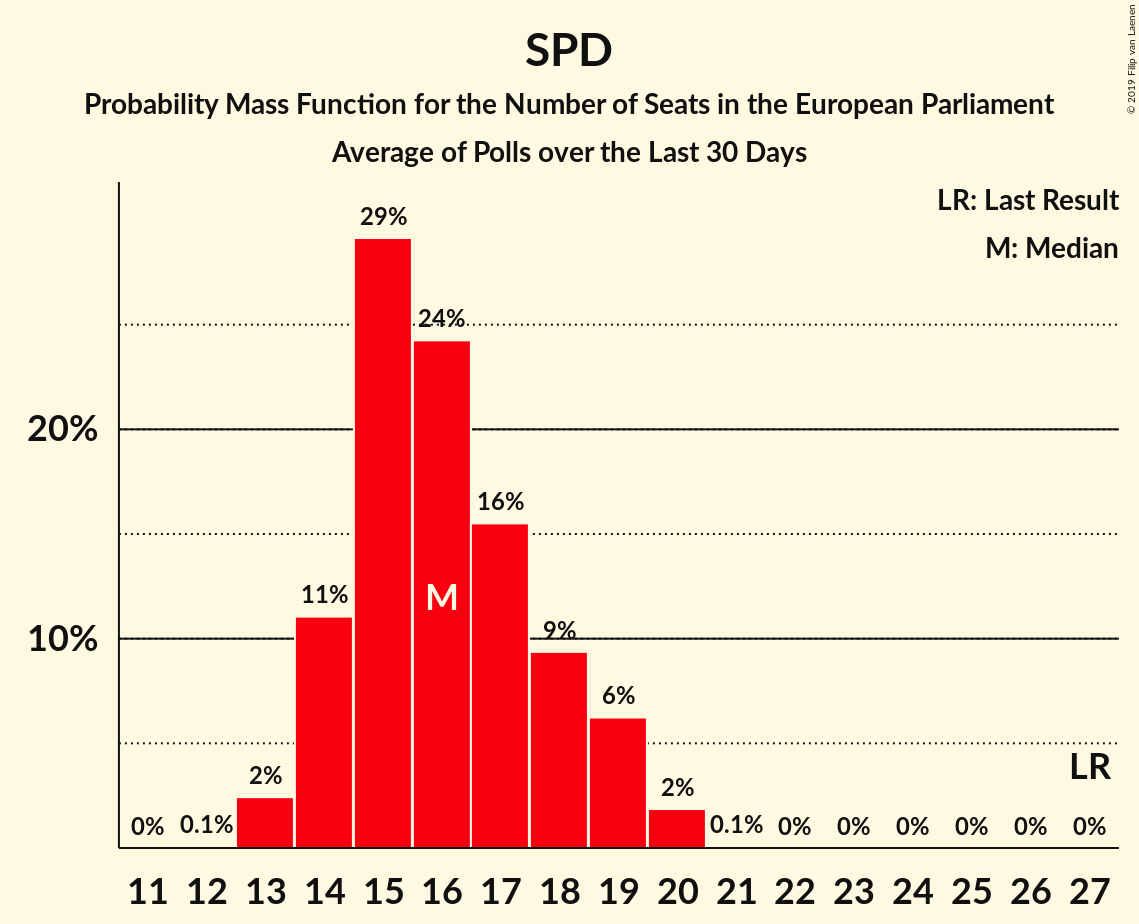 SPD
Probability Mass Function for the Number of Seats in the European Parliament
Average of Polls over the Last 30 Days
© 2019 Filip van Laenen
LR: Last Result
M: Median
29%
24%
20%
16%
11%
M
10%
9%
6%
LR
2%
2%
0% 0.1% 0.1% 0% 0% 0% 0% 0% 0%
11 12 13 14 15 16 17 18 19 20 21 22 23 24 25 26 27